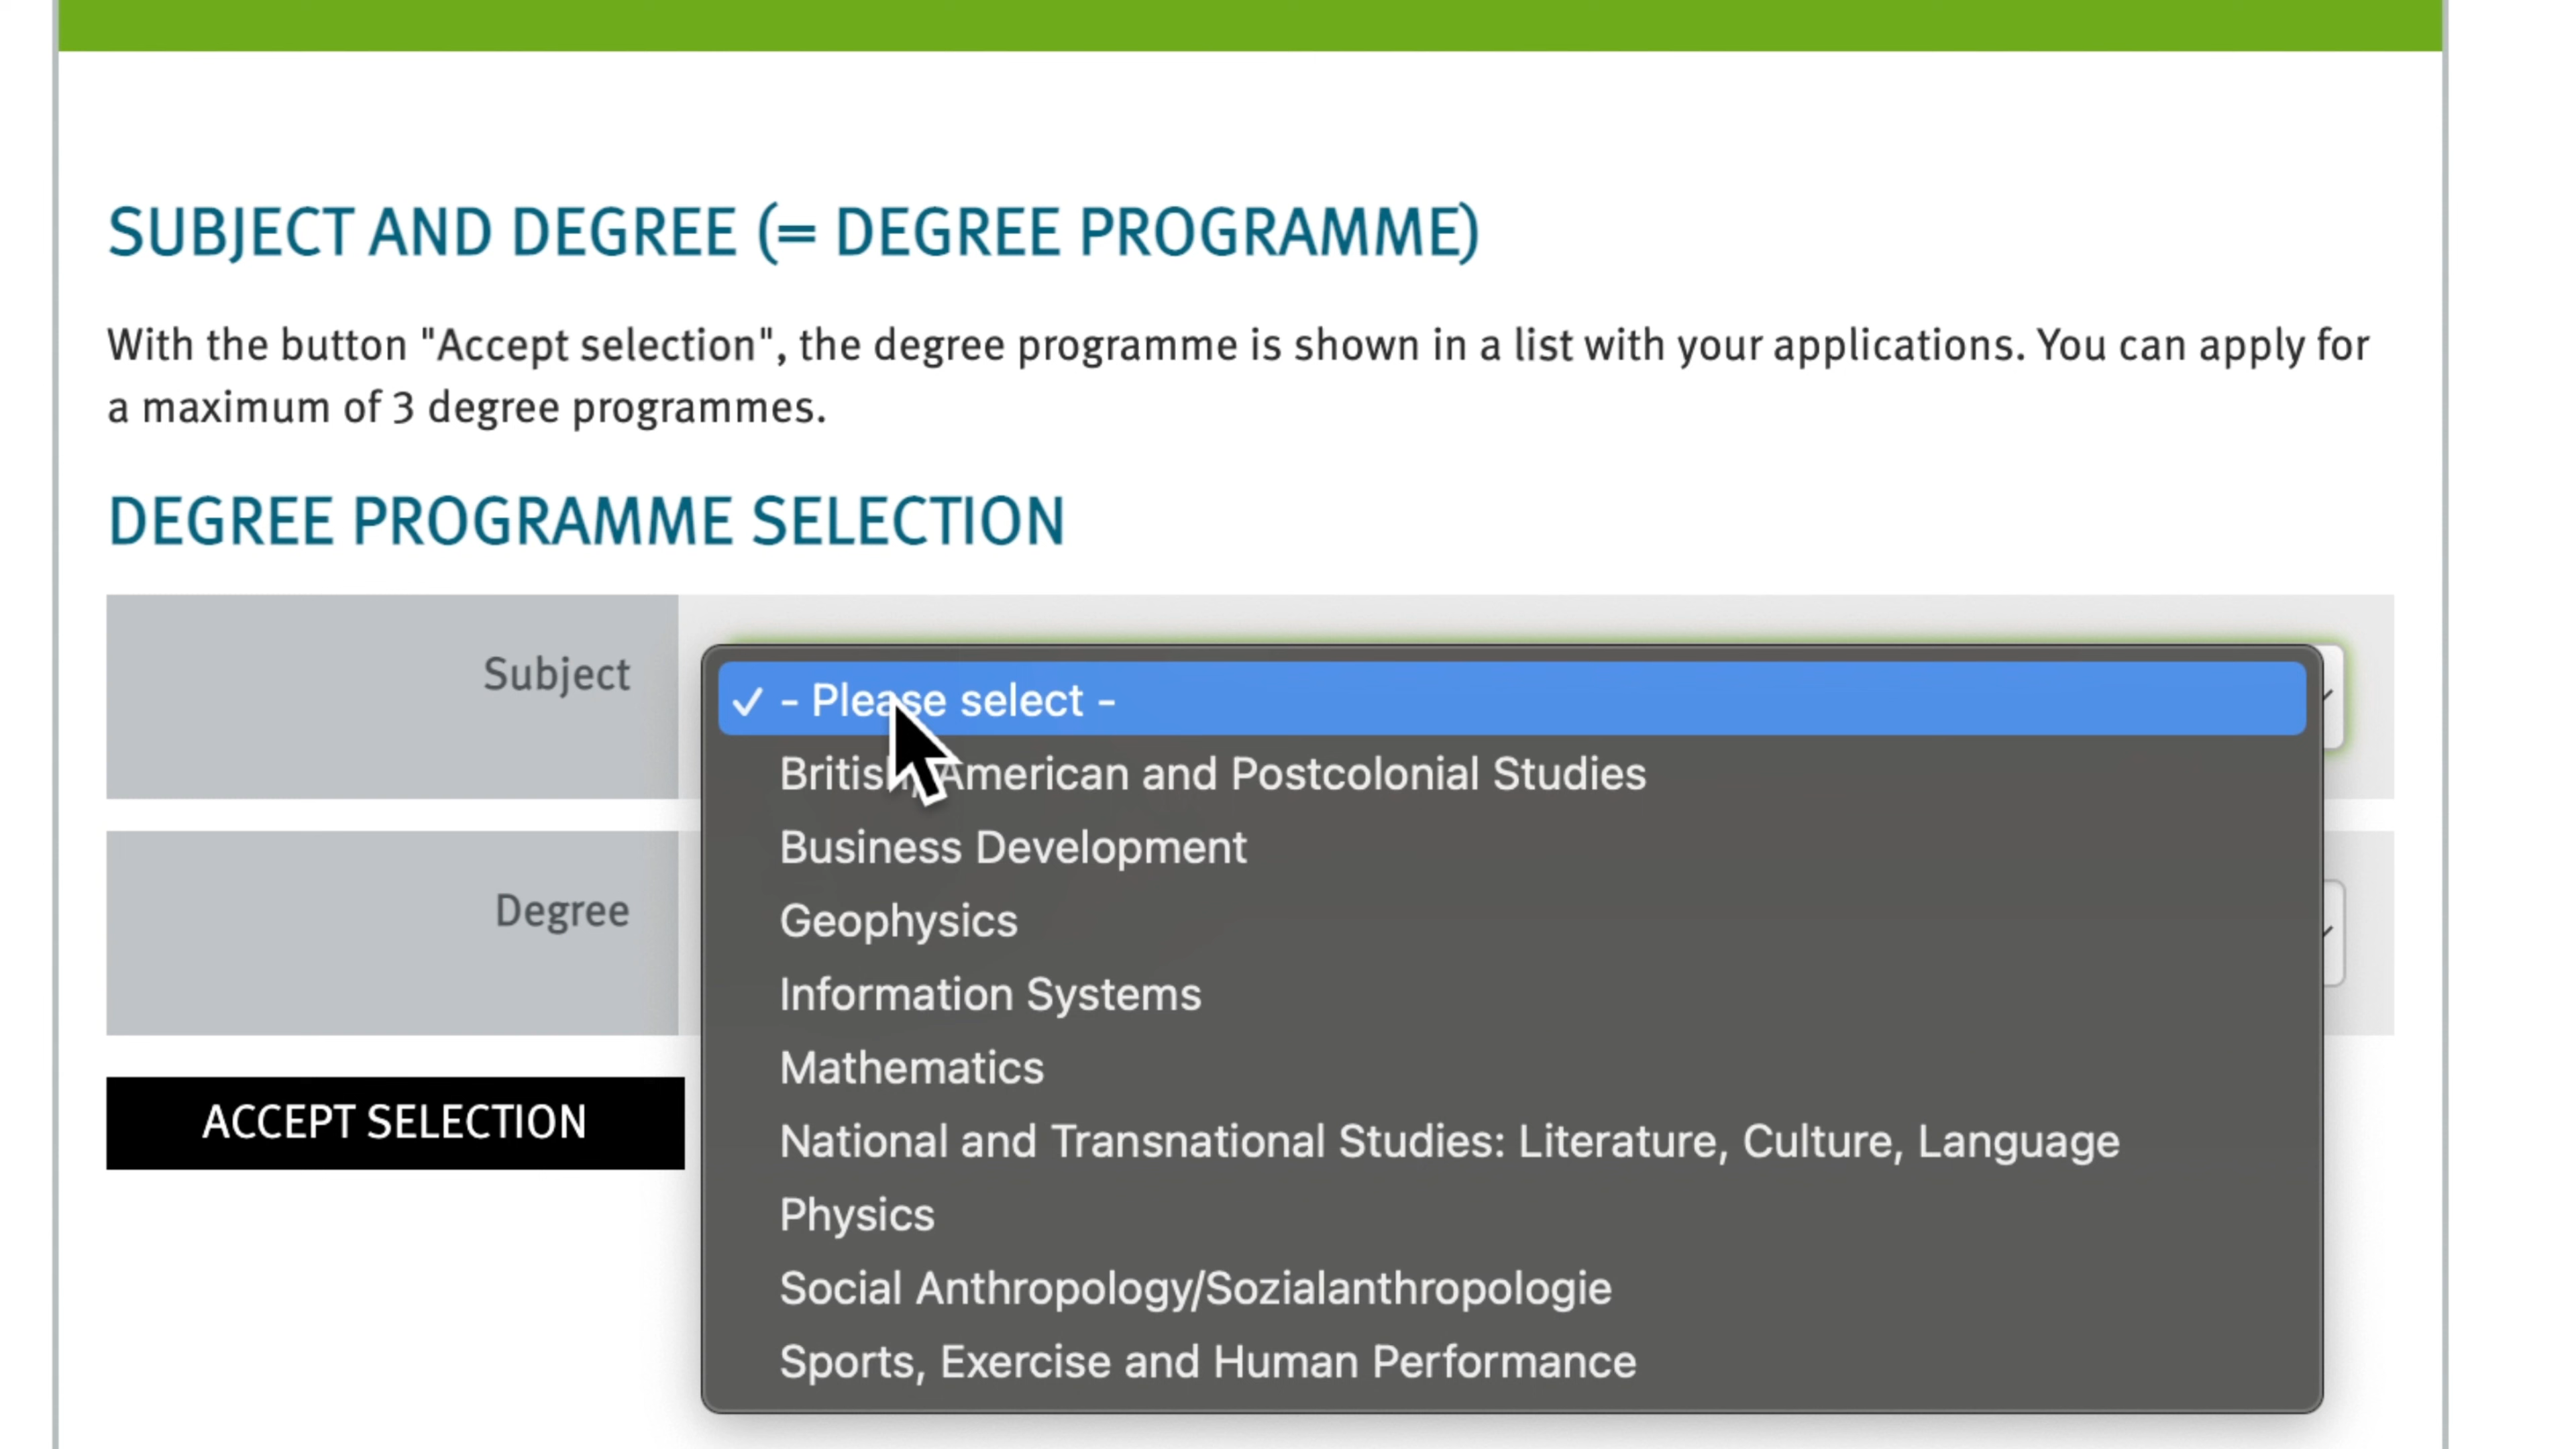 SUBJECT AND DEGREE (= DEGREE PROGRAMME)
With the button "Accept selection", the degree programme is shown in a list with your applications. You can apply for
a maximum of 3 degree programmes.
DEGREE PROGRAMME SELECTION
Subject
✓ - Please select -
British, American and Postcolonial Studies
Business Development
Geophysics
Degree
Information Systems
Mathematics
ACCEPT SELECTION
National and Transnational Studies: Literature, Culture, Language
Physics
Social Anthropology/Sozialanthropologie
Sports, Exercise and Human Performance